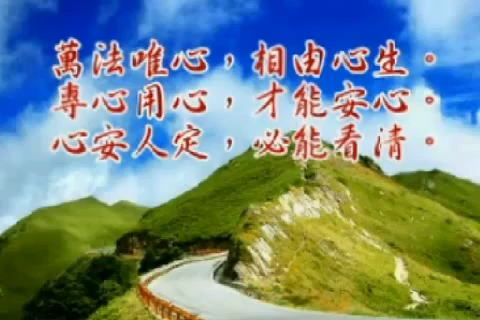 萬法唯心，相由心生。
專心用心，才能安心。
心安人定，必能看清。